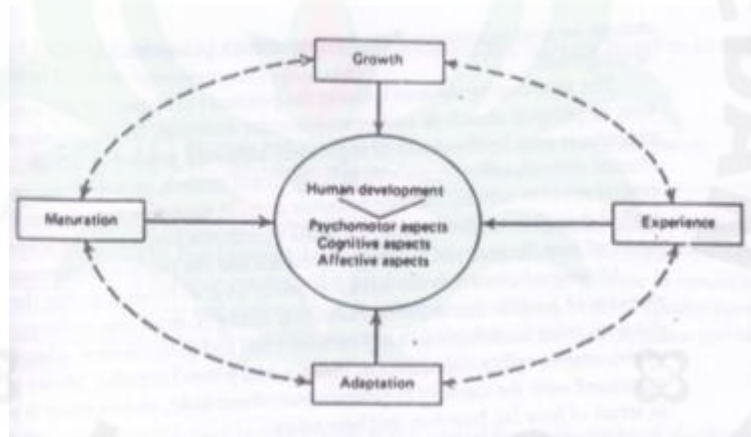 Growth
Human development
Psychomotor aspects
Cognitive aspects
Affective aspects
Maturation
Experience
Adaptation